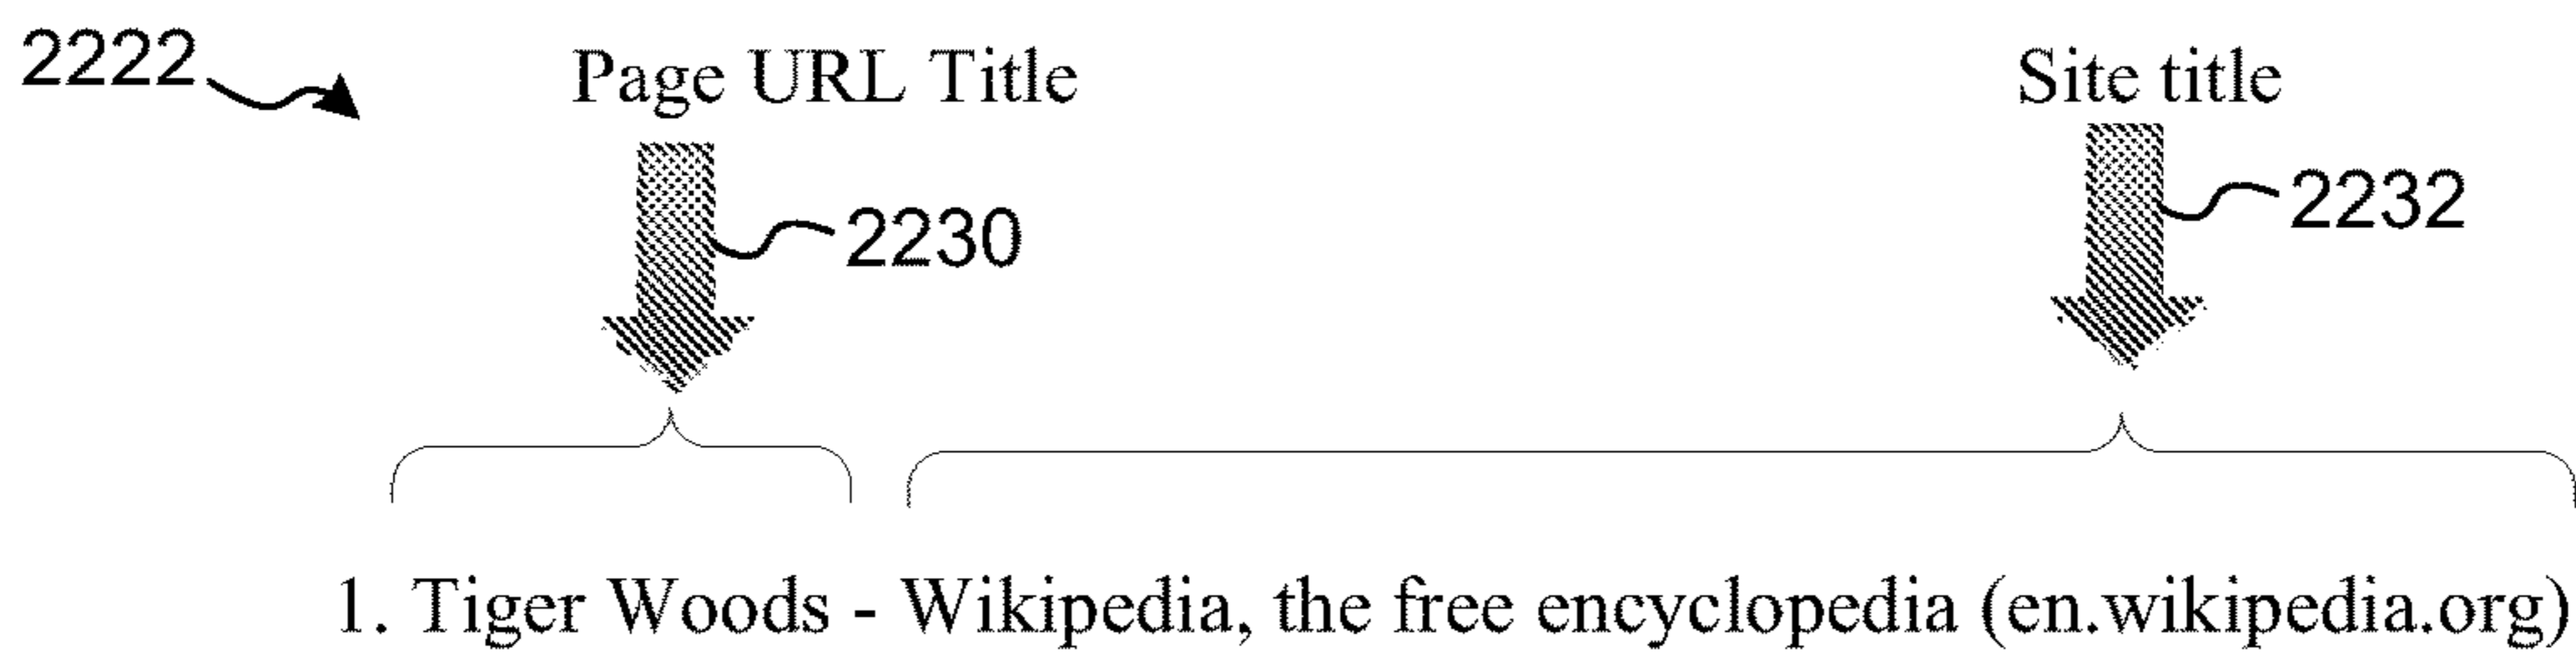 2222 Page URL Title Site title
2230 2232
1. Tiger Woods - Wikipedia, the free encyclopedia (en.wikipedia.org)